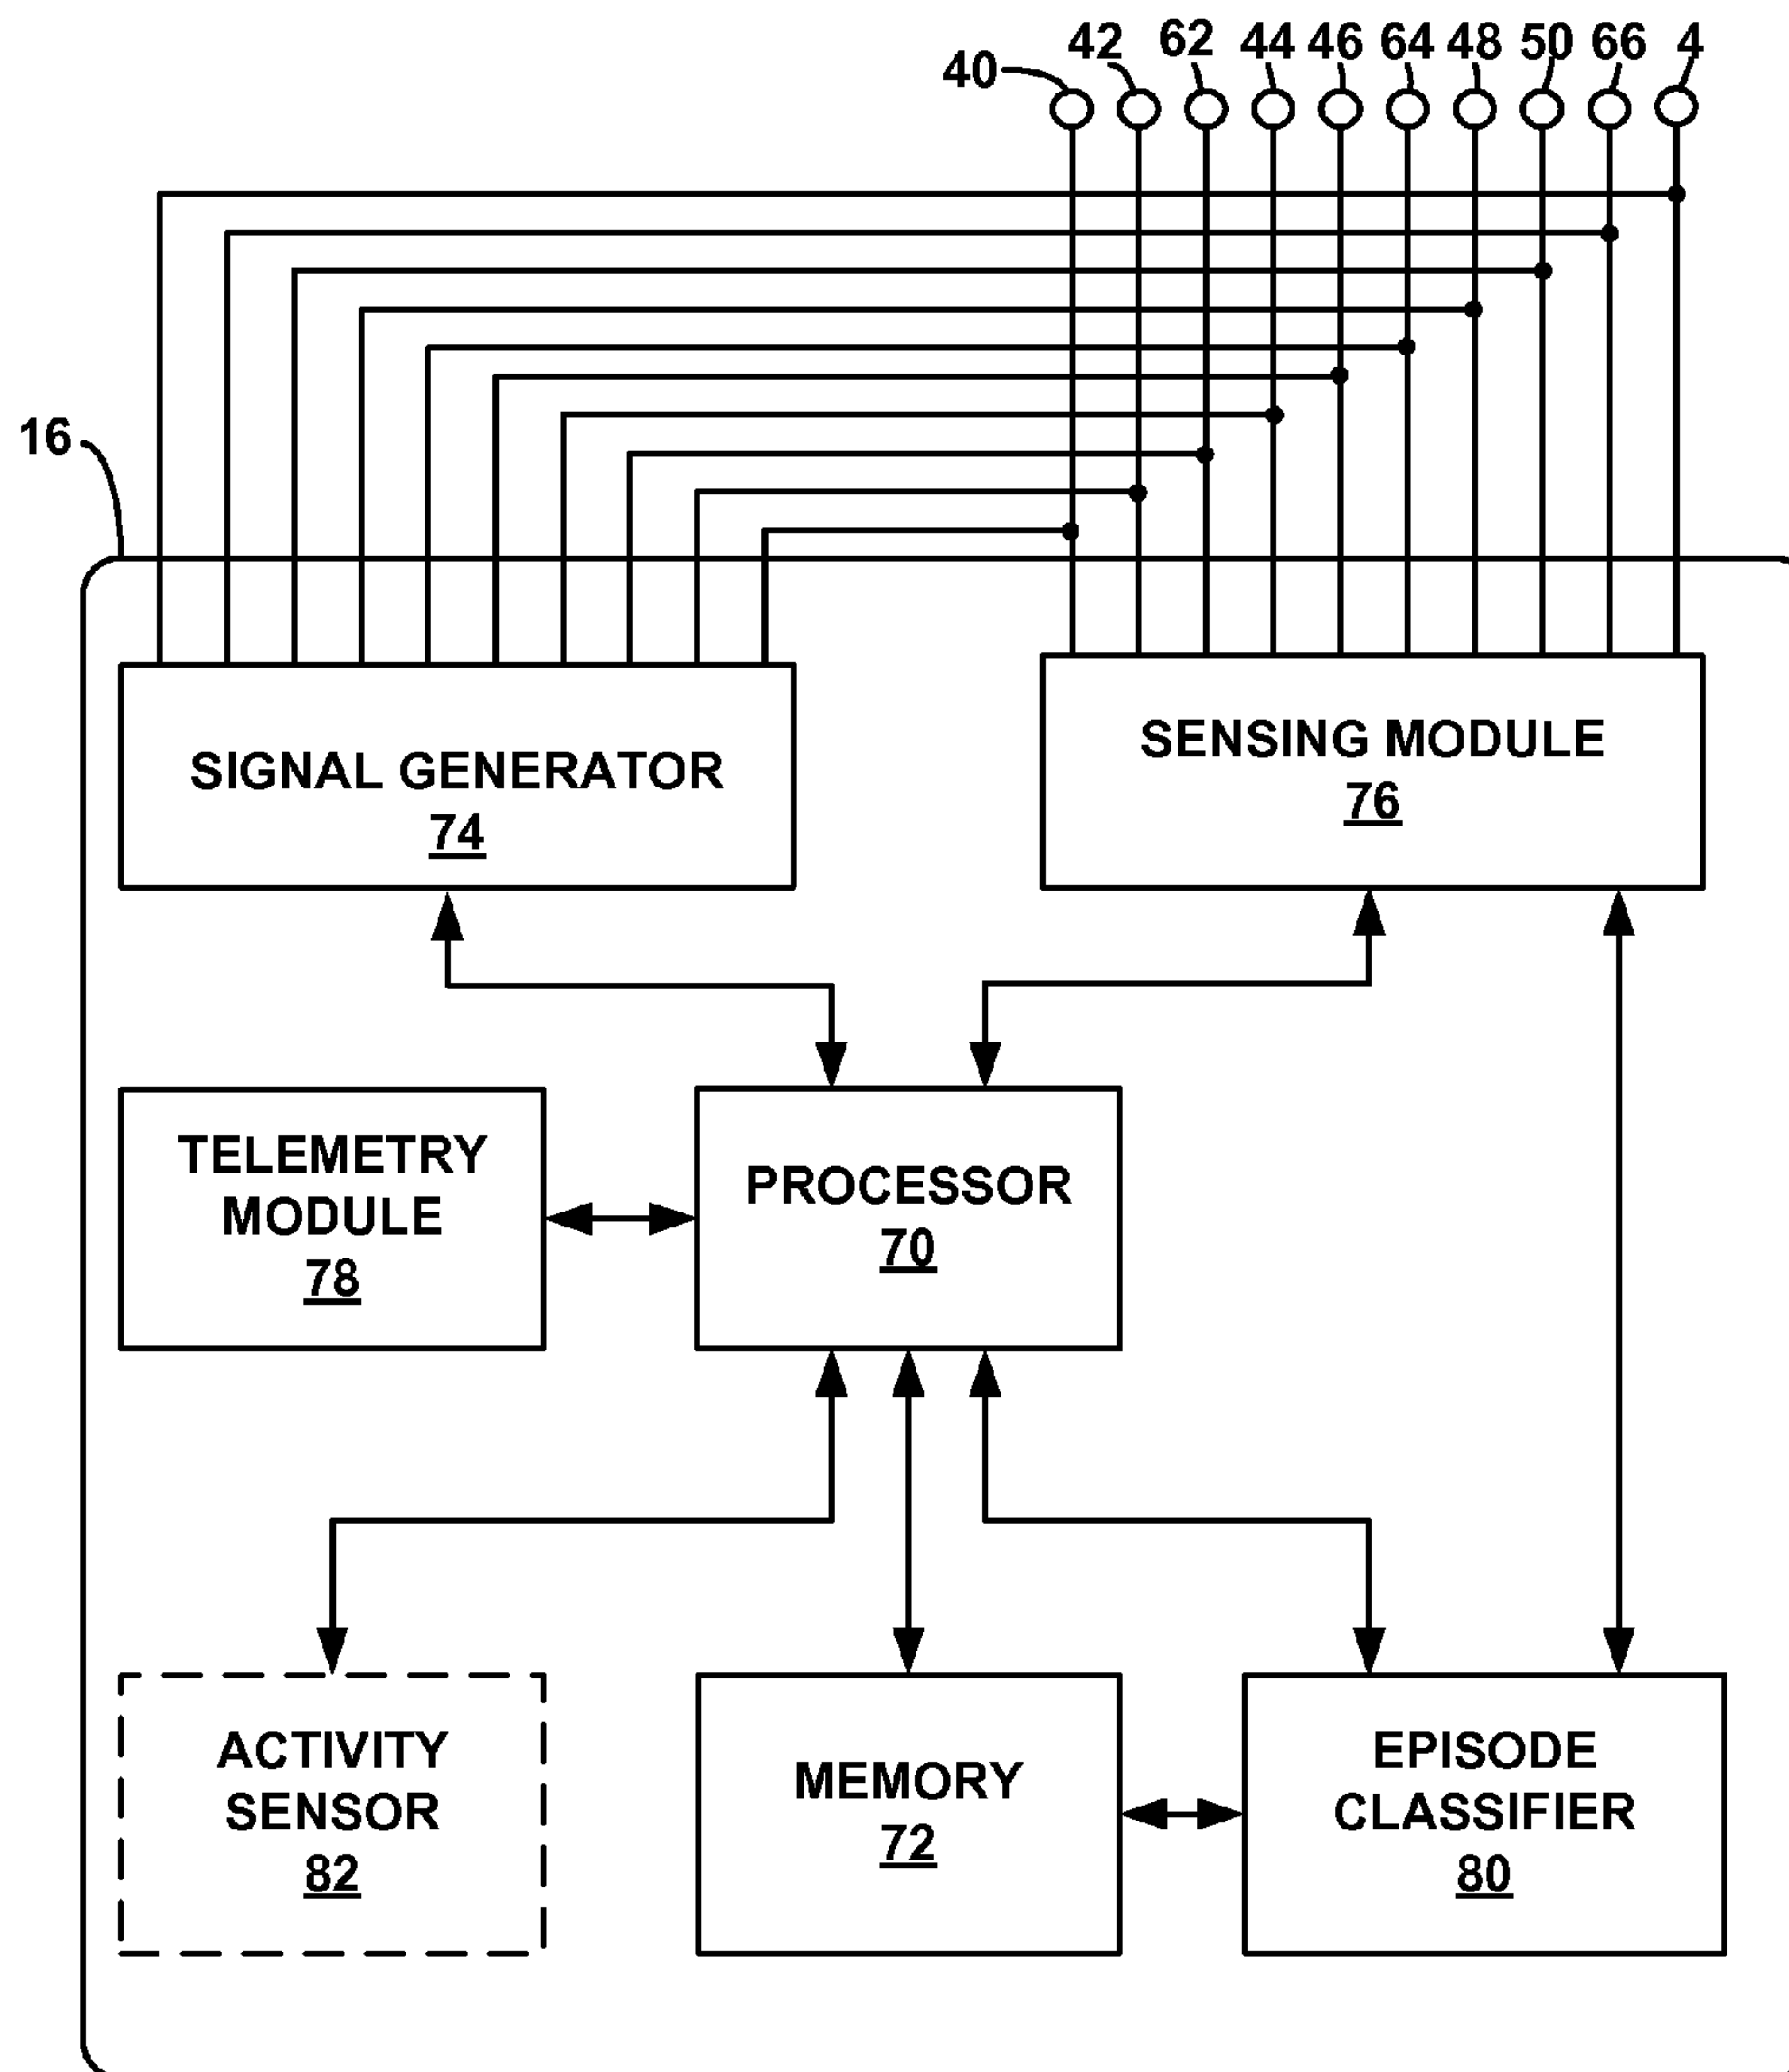 40 42 62 44 46 64 48 50 66 4
16
SIGNAL GENERATOR
74
SENSING MODULE
76
TELEMETRY
MODULE
78
PROCESSOR
70
ACTIVITY
SENSOR
82
MEMORY
72
EPISODE
CLASSIFIER
80